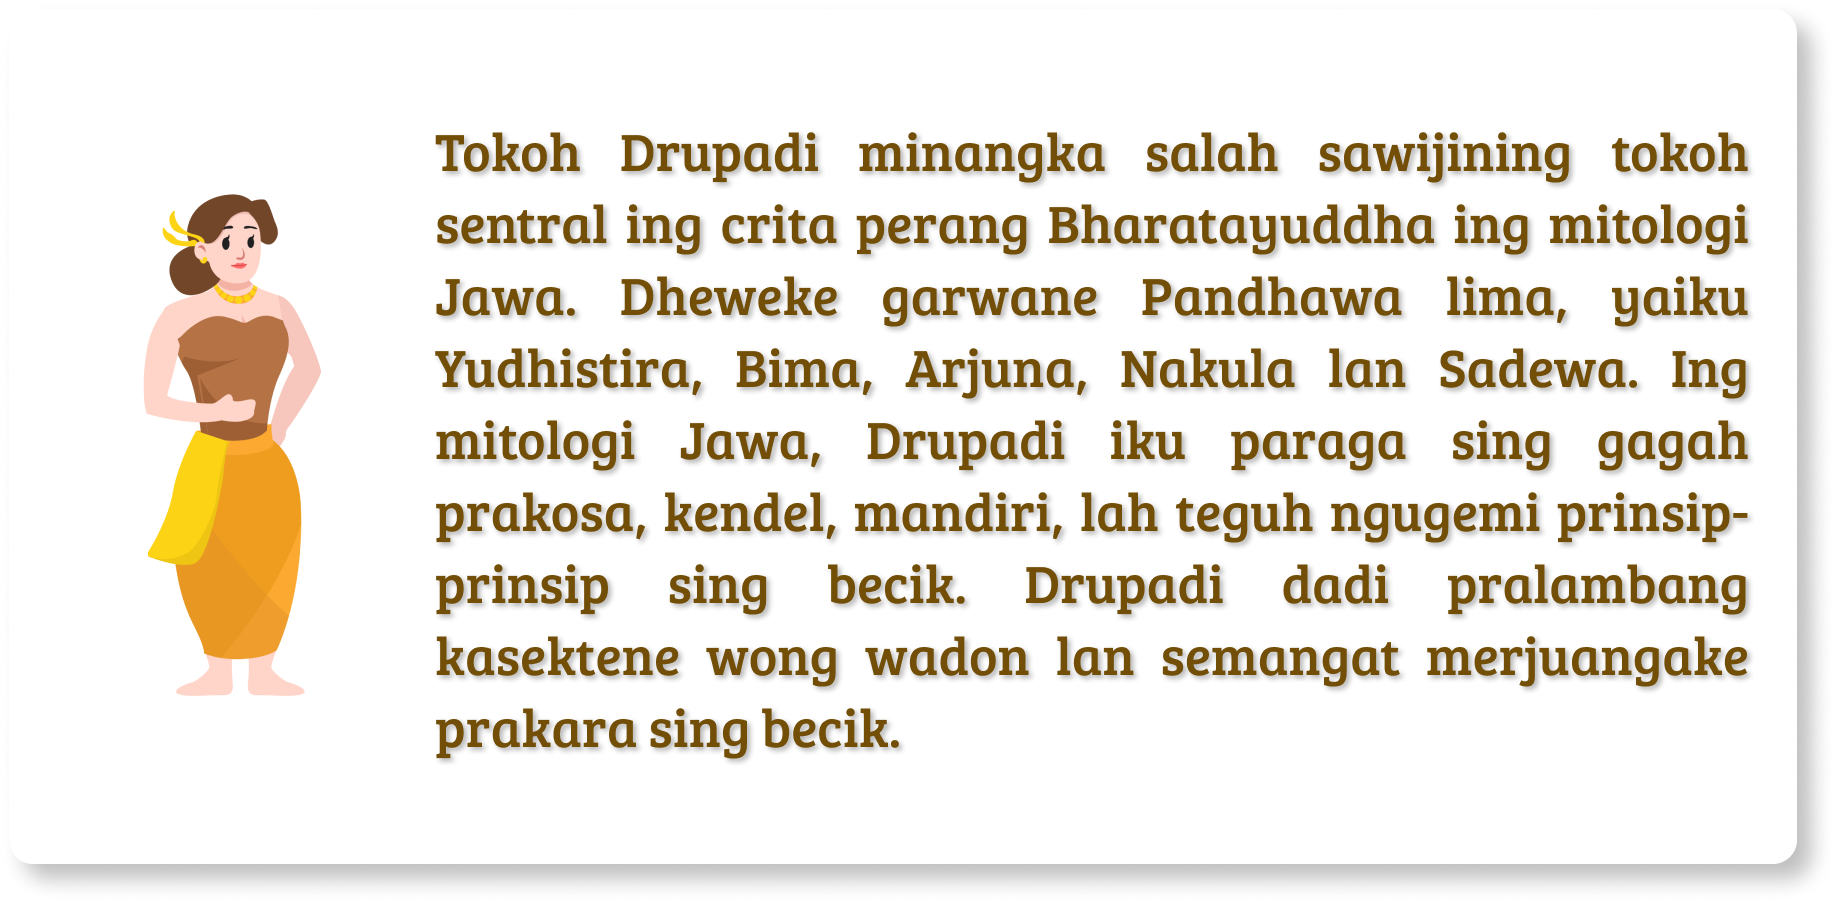 Tokoh Drupadi minangka salah sawijining tokoh
sentral ing crita perang Bharatayuddha ing mitologi
Jawa. Dheweke garwane Pandhawa lima, yaiku
Yudhistira, Bima, Arjuna, Nakula lan Sadewa. Ing
mitologi Jawa, Drupadi iku paraga sing gagah
prakosa, kendel, mandiri, lah teguh ngugemi prinsip-
prinsip sing becik. Drupadi dadi pralambang
kasektene wong wadon lan semangat merjuangake
prakara sing becik.